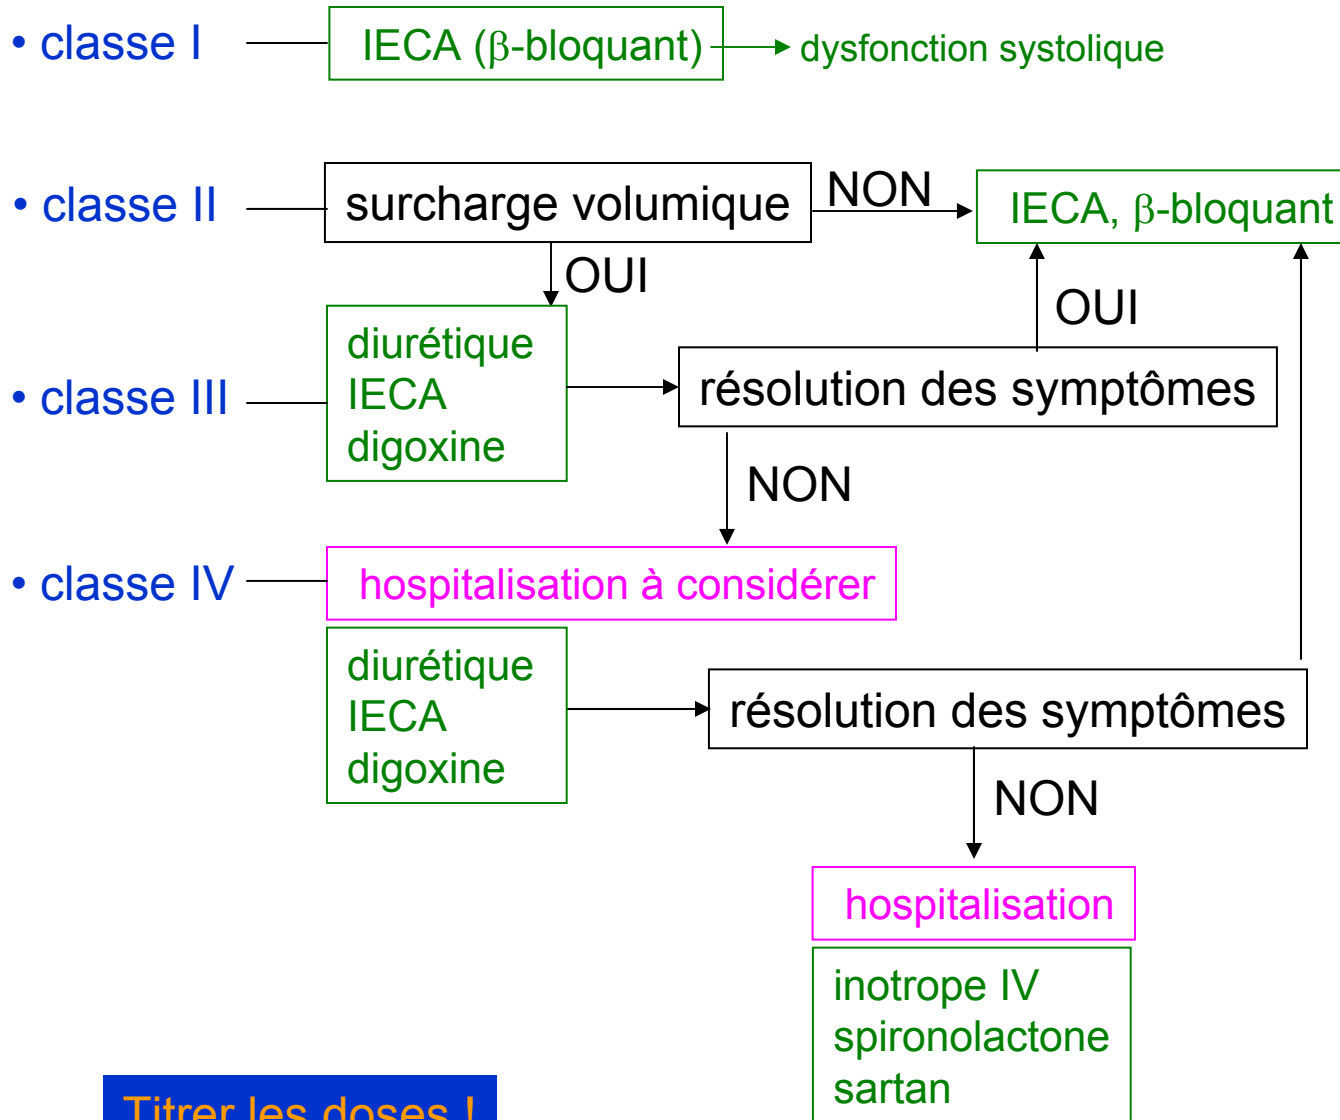 • classe I
IECA (β-bloquant)
dysfonction systolique
• classe II
surcharge volumique
NON
IECA, β-bloquant
OUI
OUI
• classe III
diurétique
IECA
digoxine
résolution des symptômes
NON
• classe IV
hospitalisation à considérer
diurétique
IECA
digoxine
résolution des symptômes
NON
hospitalisation
inotrope IV
spironolactone
sartan
Titrer les doses !